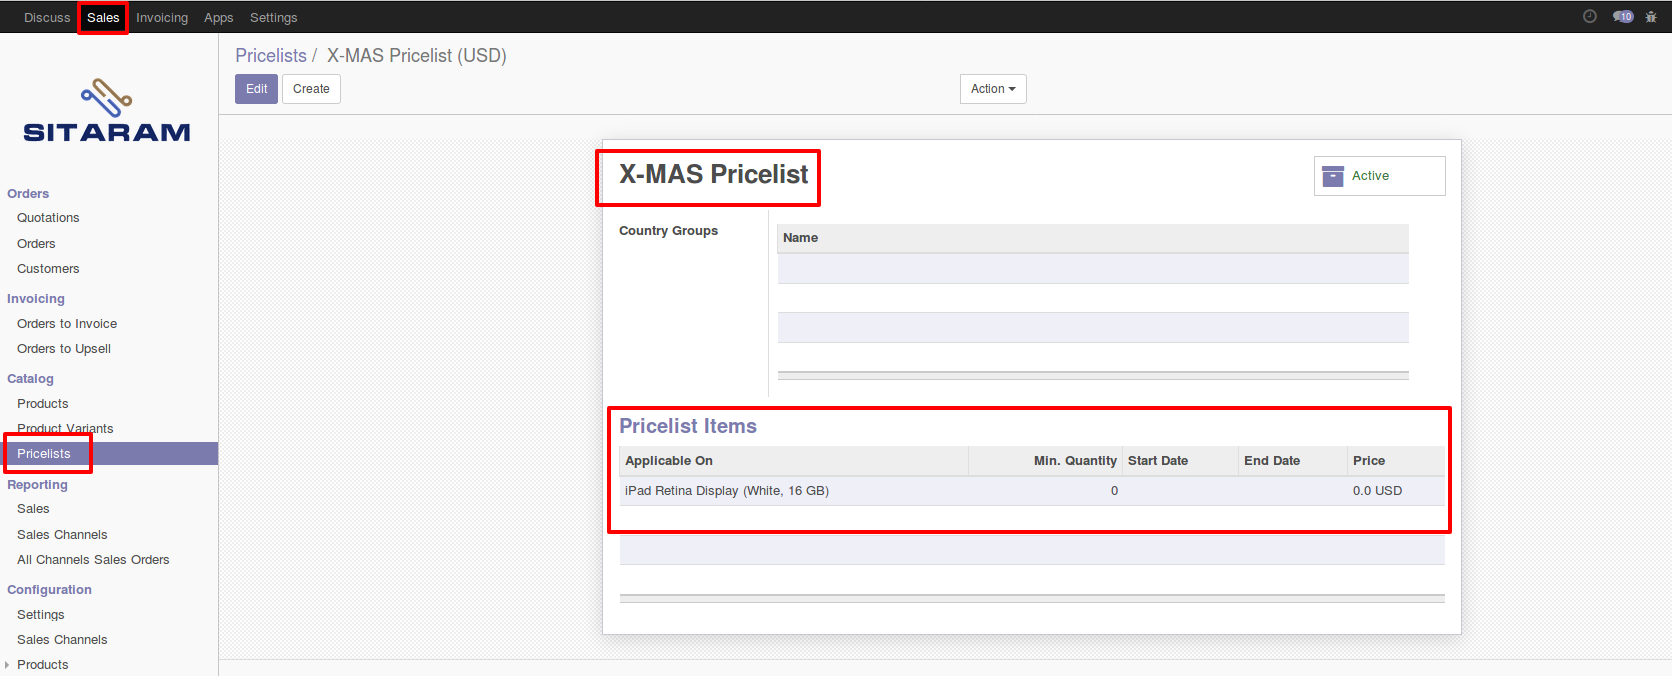 Discuss Sales Invoicing Apps Settings 10
SITARAM
Orders
Quotations
Orders
Customers
Invoicing
Orders to Invoice
Orders to Upsell
Catalog
Products
Product Variants
Pricelists
Reporting
Sales
Sales Channels
All Channels Sales Orders
Configuration
Settings
Sales Channels
Products
Pricelists / X-MAS Pricelist (USD)
Edit Create Action
X-MAS Pricelist
Active
Country Groups
Name
Pricelist Items
Applicable On Min. Quantity Start Date End Date Price
iPad Retina Display (White, 16 GB) 0 0.0 USD